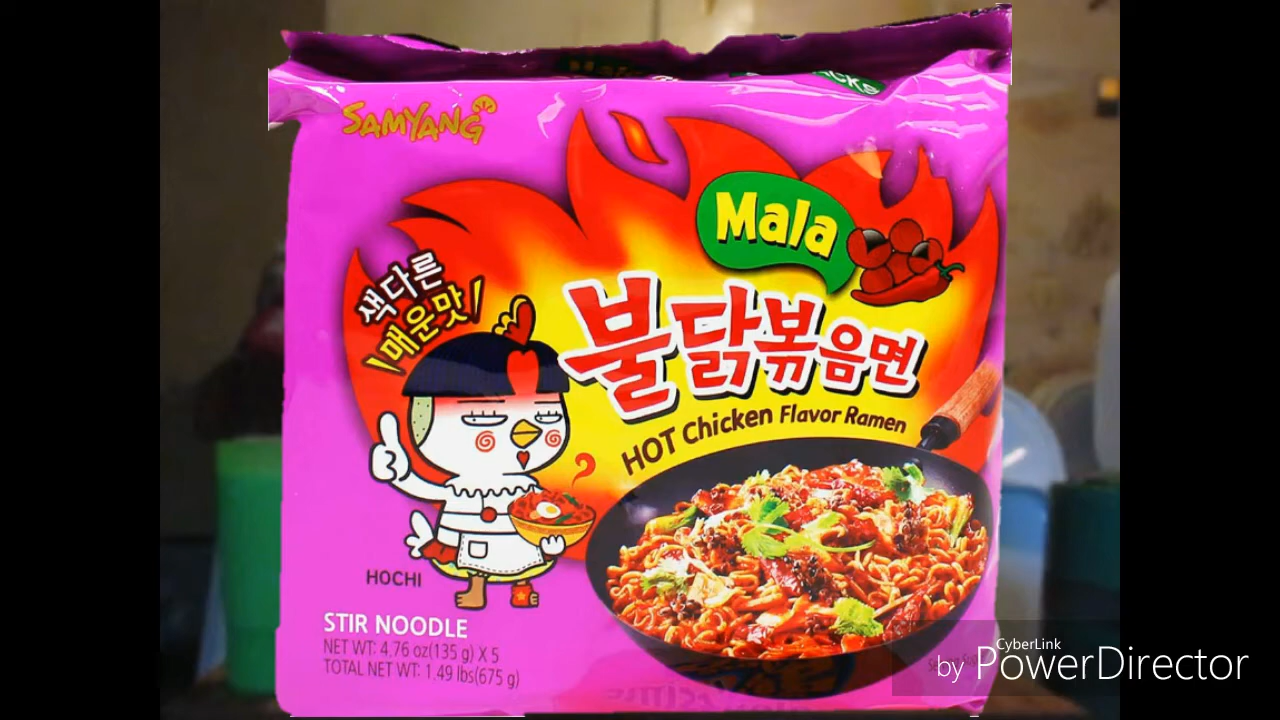 SAMYANG
Mala
색다른
매운맛
불닭볶음면
HOT Chicken Flavor Ramen
HOCHI
STIR NOODLE
NET WT: 4.76 oz(135 g) X 5
TOTAL NET WT: 1.49 lbs(675 g)
CyberLink
by PowerDirector